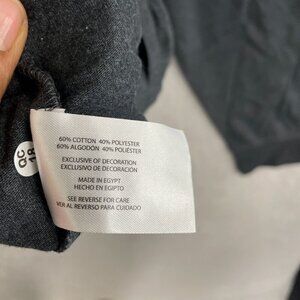 QC
18
60% COTTON 40% POLYESTER
60% ALGODÓN 40% POLIÉSTER
EXCLUSIVE OF DECORATION
EXCLUSIVO DE DECORACIÓN
MADE IN EGYPT
HECHO EN EGIPTO
SEE REVERSE FOR CARE
VER AL REVERSO PARA CUIDADO